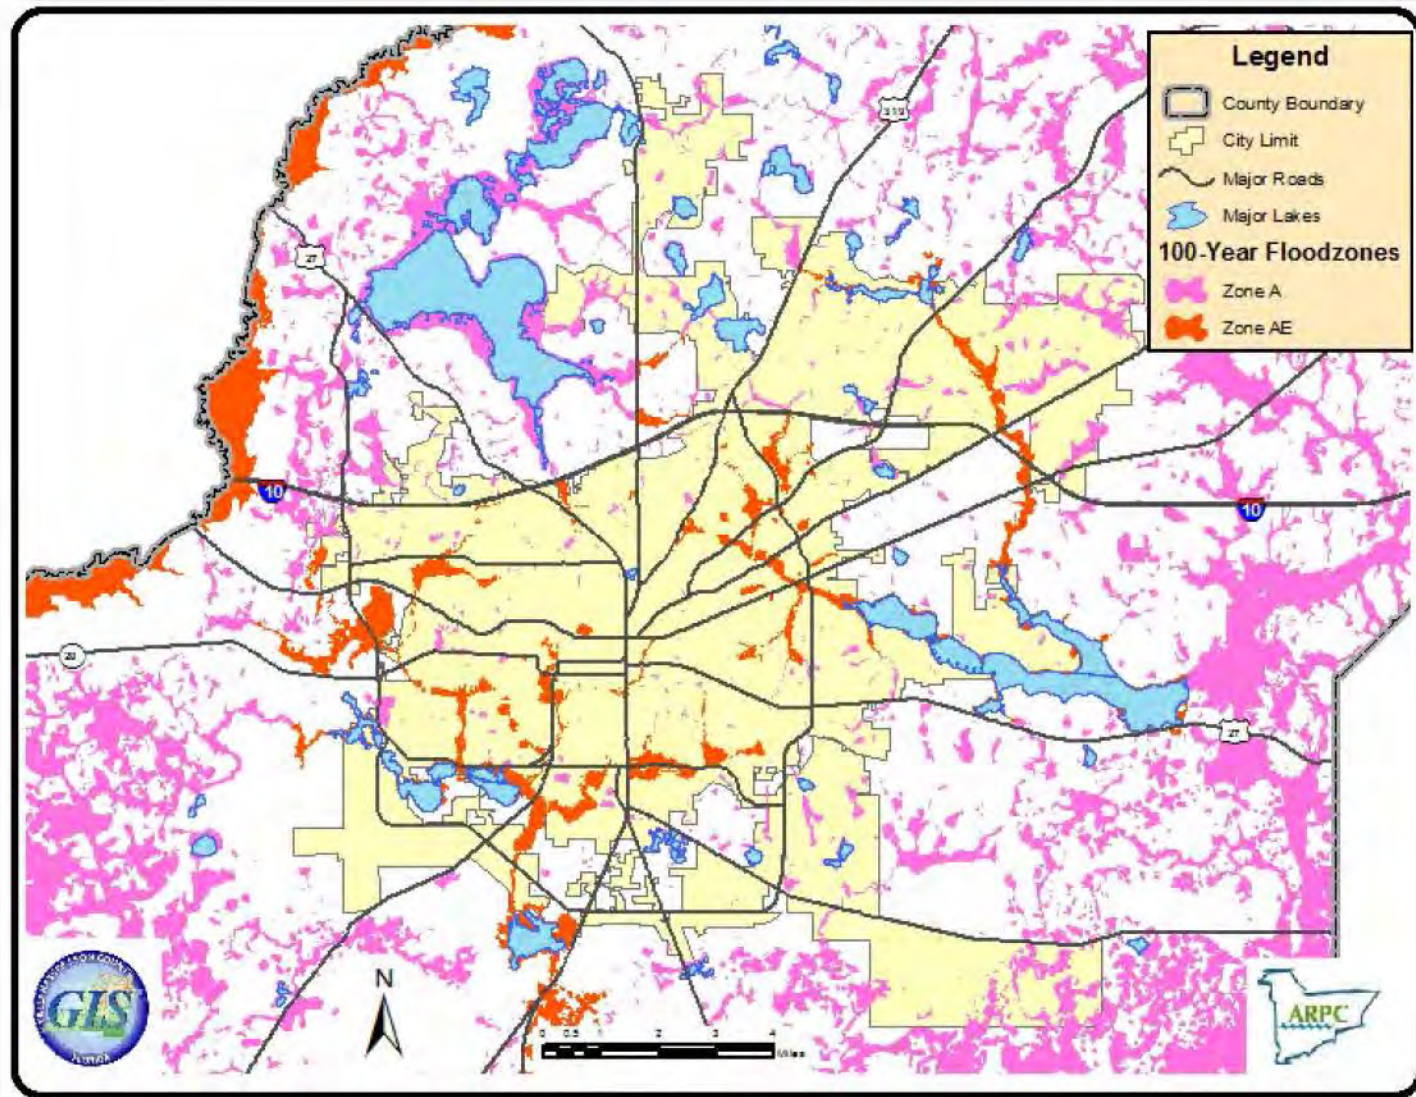 Legend
County Boundary
City Limit
Major Roads
Major Lakes
100-Year Floodzones
Zone A
Zone AE
319
27
10
10
20
27
GIS
N
0 0.5 1 2 3 4
Miles
ARPC